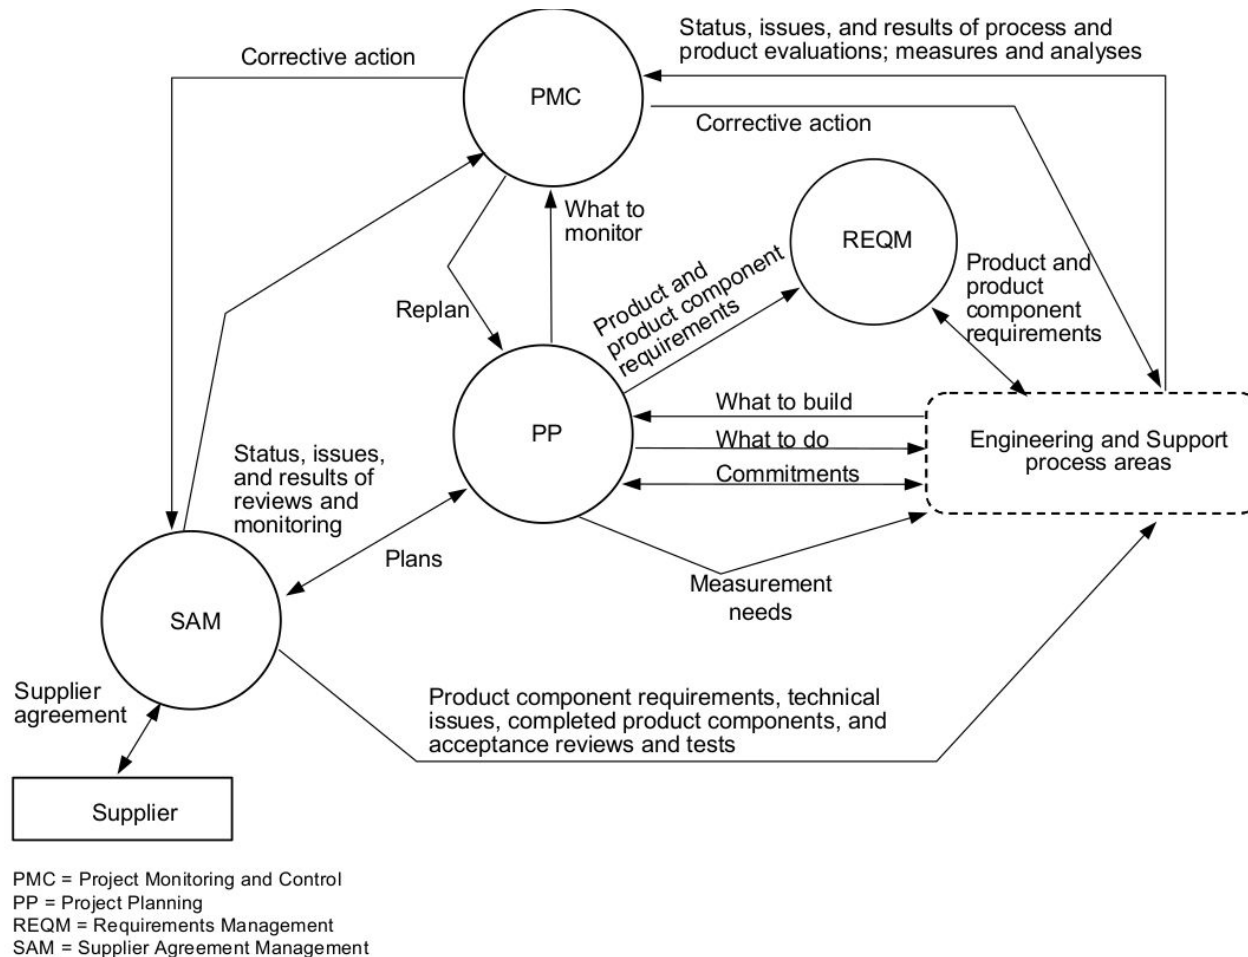 Status, issues, and results of process and
product evaluations; measures and analyses
Corrective action
PMC
Corrective action
What to
monitor
REQM
Product and
product component
requirements
Product and
product
component
requirements
Replan
What to build
PP
What to do
Engineering and Support
process areas
Commitments
Status, issues,
and results of
reviews and
monitoring
Plans
Measurement
needs
SAM
Supplier
agreement
Product component requirements, technical
issues, completed product components, and
acceptance reviews and tests
Supplier
PMC = Project Monitoring and Control
PP = Project Planning
REQM = Requirements Management
SAM = Supplier Agreement Management